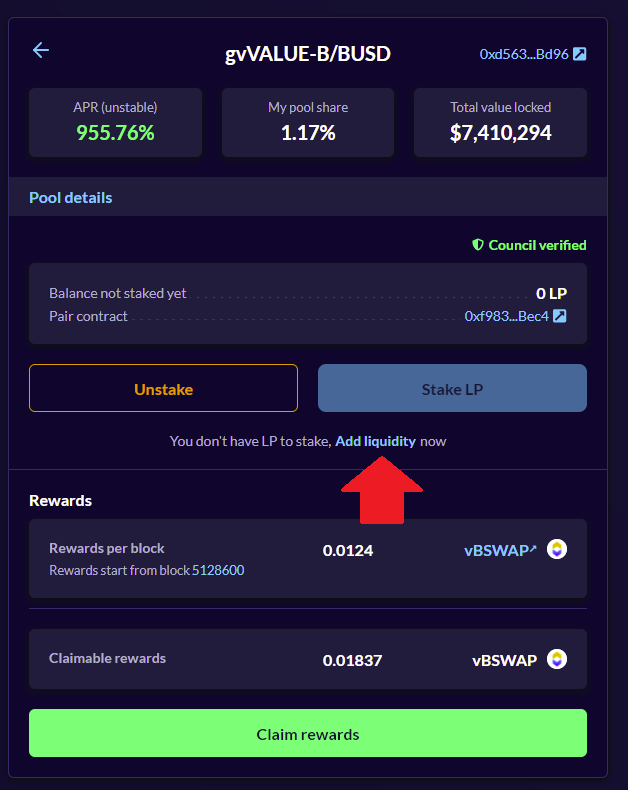 gvVALUE-B/BUSD
0xd563...Bd96
APR (unstable)
955.76%
My pool share
1.17%
Total value locked
$7,410,294
Pool details
Council verified
Balance not staked yet 0 LP
Pair contract 0xf983...Bec4
Unstake
Stake LP
You don't have LP to stake, Add liquidity now
Rewards
Rewards per block 0.0124 vBSWAP↗
Rewards start from block 5128600
Claimable rewards 0.01837 vBSWAP
Claim rewards